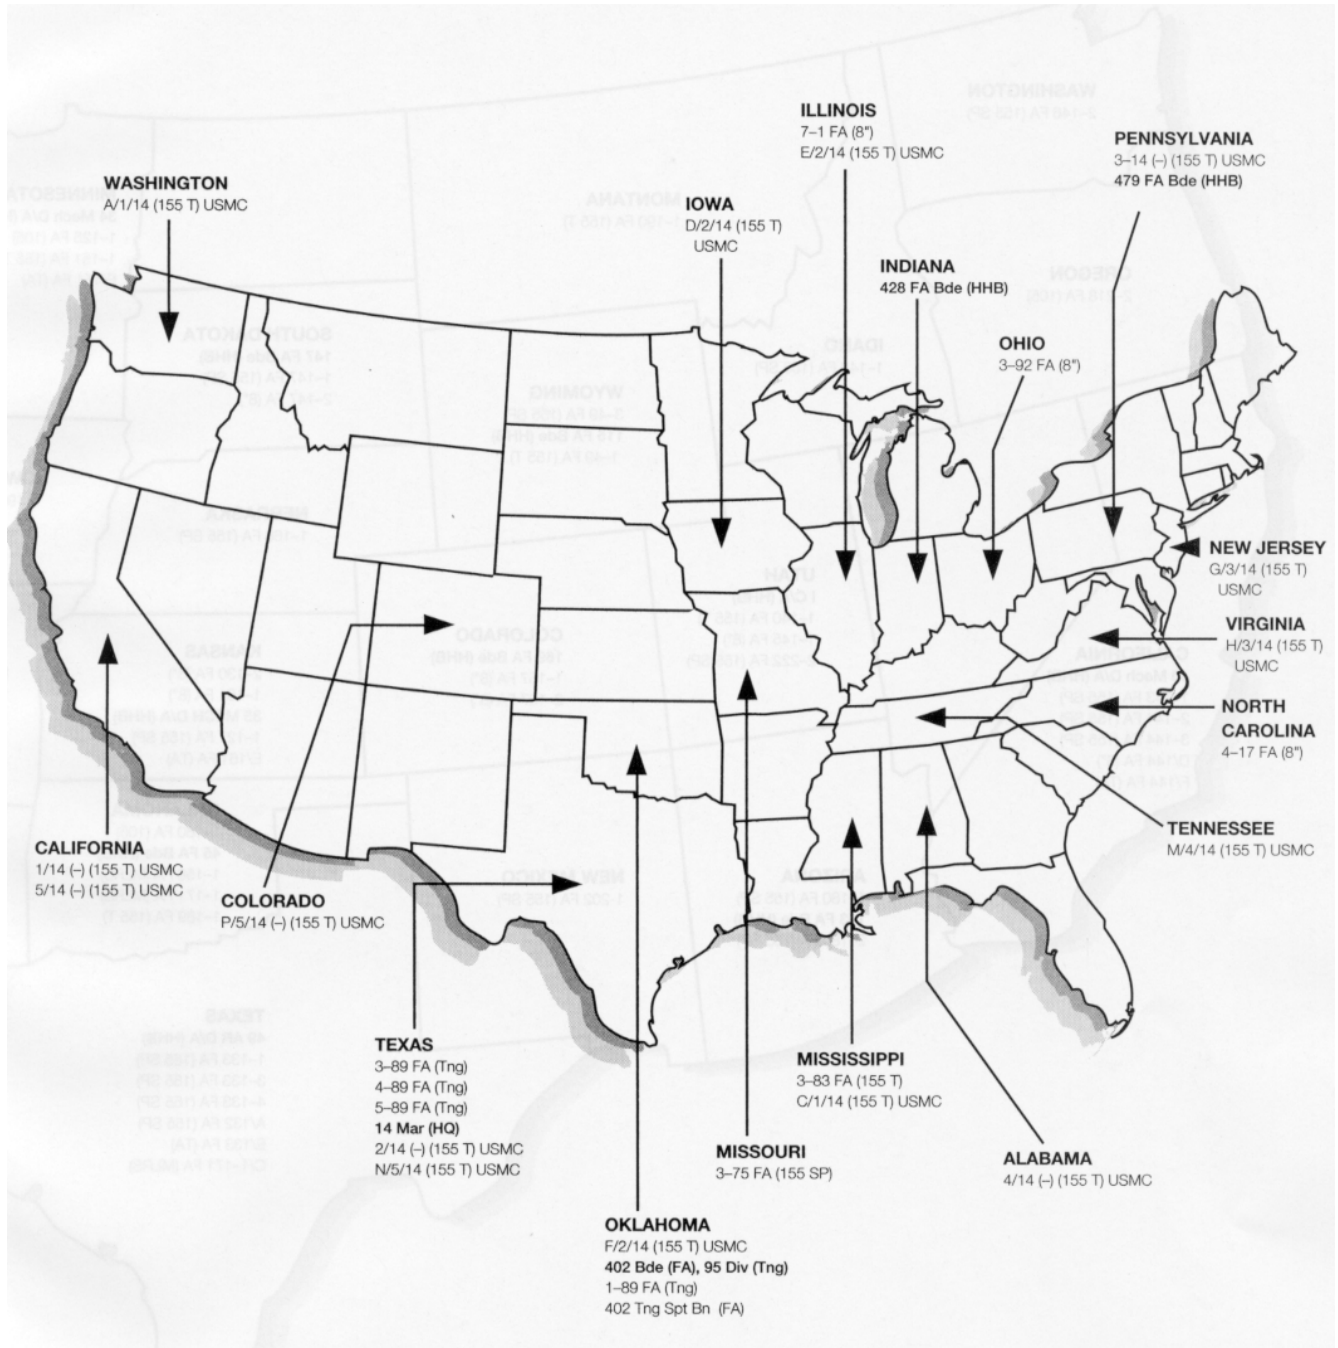 ILLINOIS
7–1 FA (8")
E/2/14 (155 T) USMC
PENNSYLVANIA
3–14 (–) (155 T) USMC
479 FA Bde (HHB)
WASHINGTON
A/1/14 (155 T) USMC
IOWA
D/2/14 (155 T)
USMC
INDIANA
428 FA Bde (HHB)
OHIO
3–92 FA (8")
NEW JERSEY
G/3/14 (155 T)
USMC
VIRGINIA
H/3/14 (155 T)
USMC
NORTH
CAROLINA
4–17 FA (8")
TENNESSEE
M/4/14 (155 T) USMC
CALIFORNIA
1/14 (–) (155 T) USMC
5/14 (–) (155 T) USMC
COLORADO
P/5/14 (–) (155 T) USMC
TEXAS
3–89 FA (Tng)
4–89 FA (Tng)
5–89 FA (Tng)
14 Mar (HQ)
2/14 (–) (155 T) USMC
N/5/14 (155 T) USMC
MISSISSIPPI
3–83 FA (155 T)
C/1/14 (155 T) USMC
MISSOURI
3–75 FA (155 SP)
ALABAMA
4/14 (–) (155 T) USMC
OKLAHOMA
F/2/14 (155 T) USMC
402 Bde (FA), 95 Div (Tng)
1–89 FA (Tng)
402 Tng Spt Bn (FA)